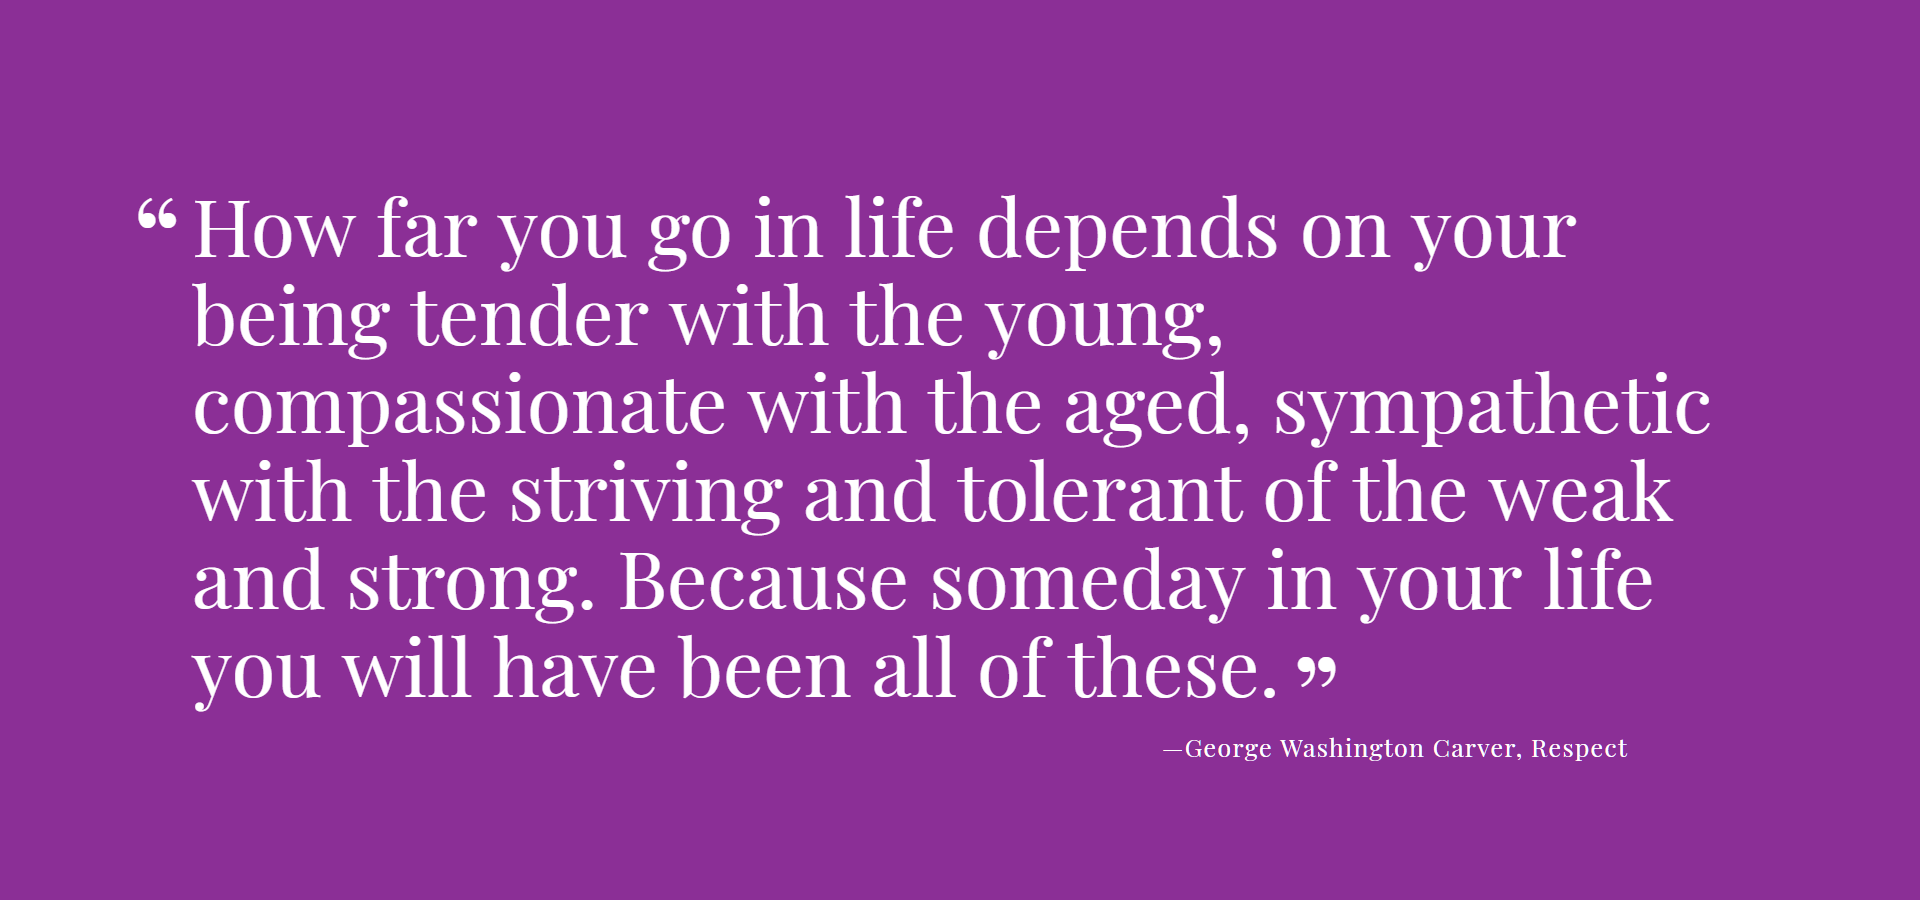 “How far you go in life depends on your
being tender with the young,
compassionate with the aged, sympathetic
with the striving and tolerant of the weak
and strong. Because someday in your life
you will have been all of these.”
—George Washington Carver, Respect